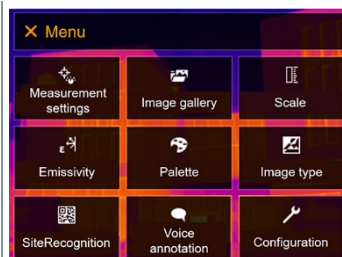 Menu
Measurement
settings
Image gallery
Scale
ε
Emissivity
Palette
Image type
SiteRecognition
Voice
annotation
Configuration